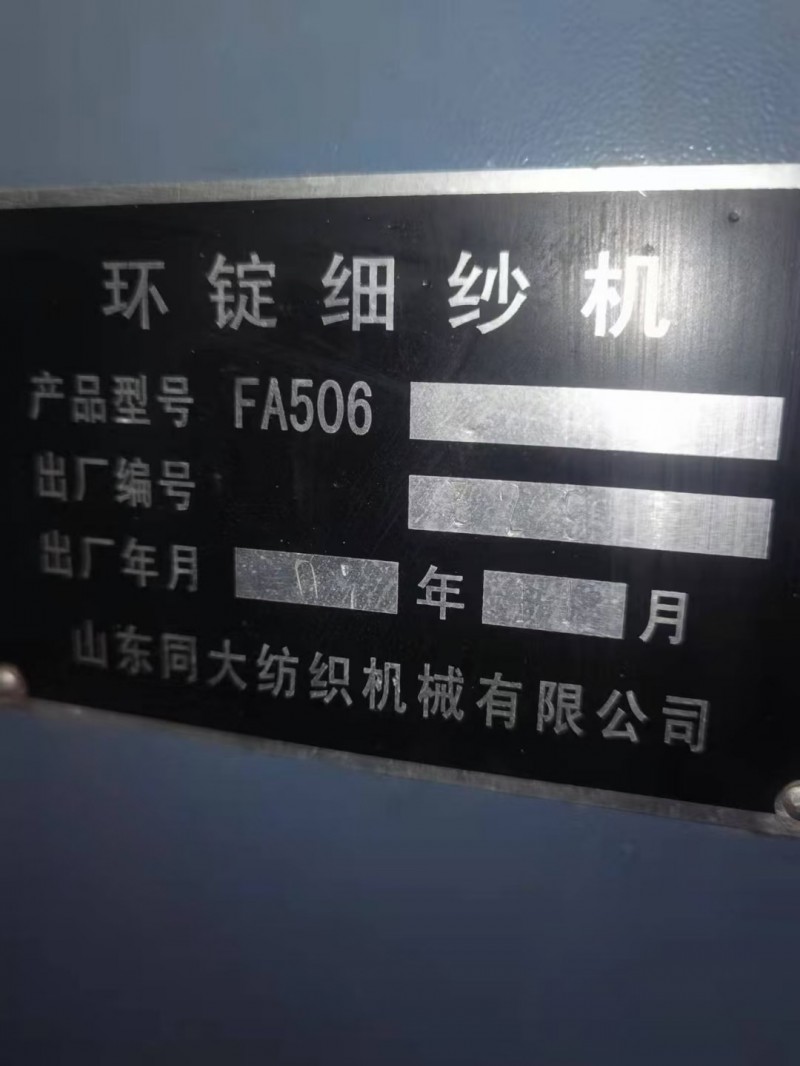 环锭细纱机
产品型号 FA506
出厂编号
出厂年月 年 月
山东同大纺织机械有限公司